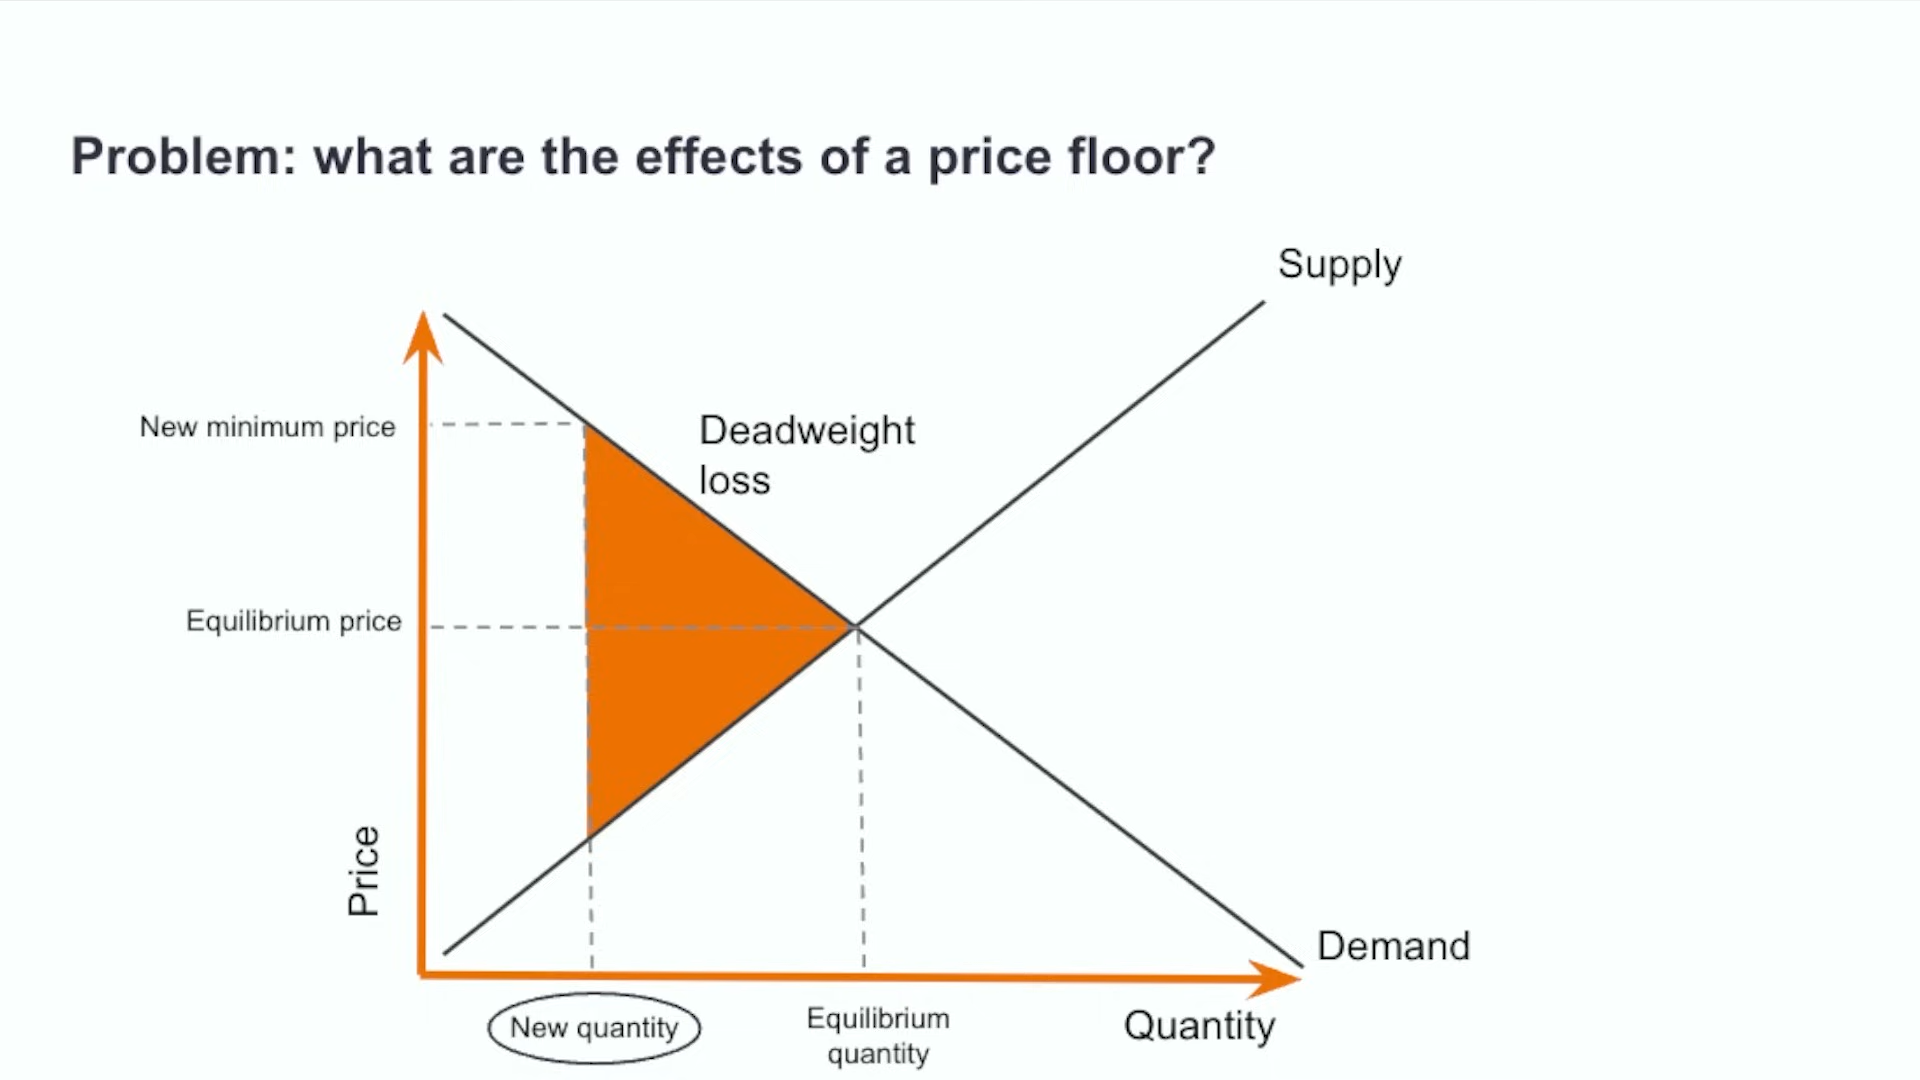 Problem: what are the effects of a price floor?
Supply
New minimum price
Deadweight
loss
Equilibrium price
Price
Demand
New quantity
Equilibrium
quantity
Quantity